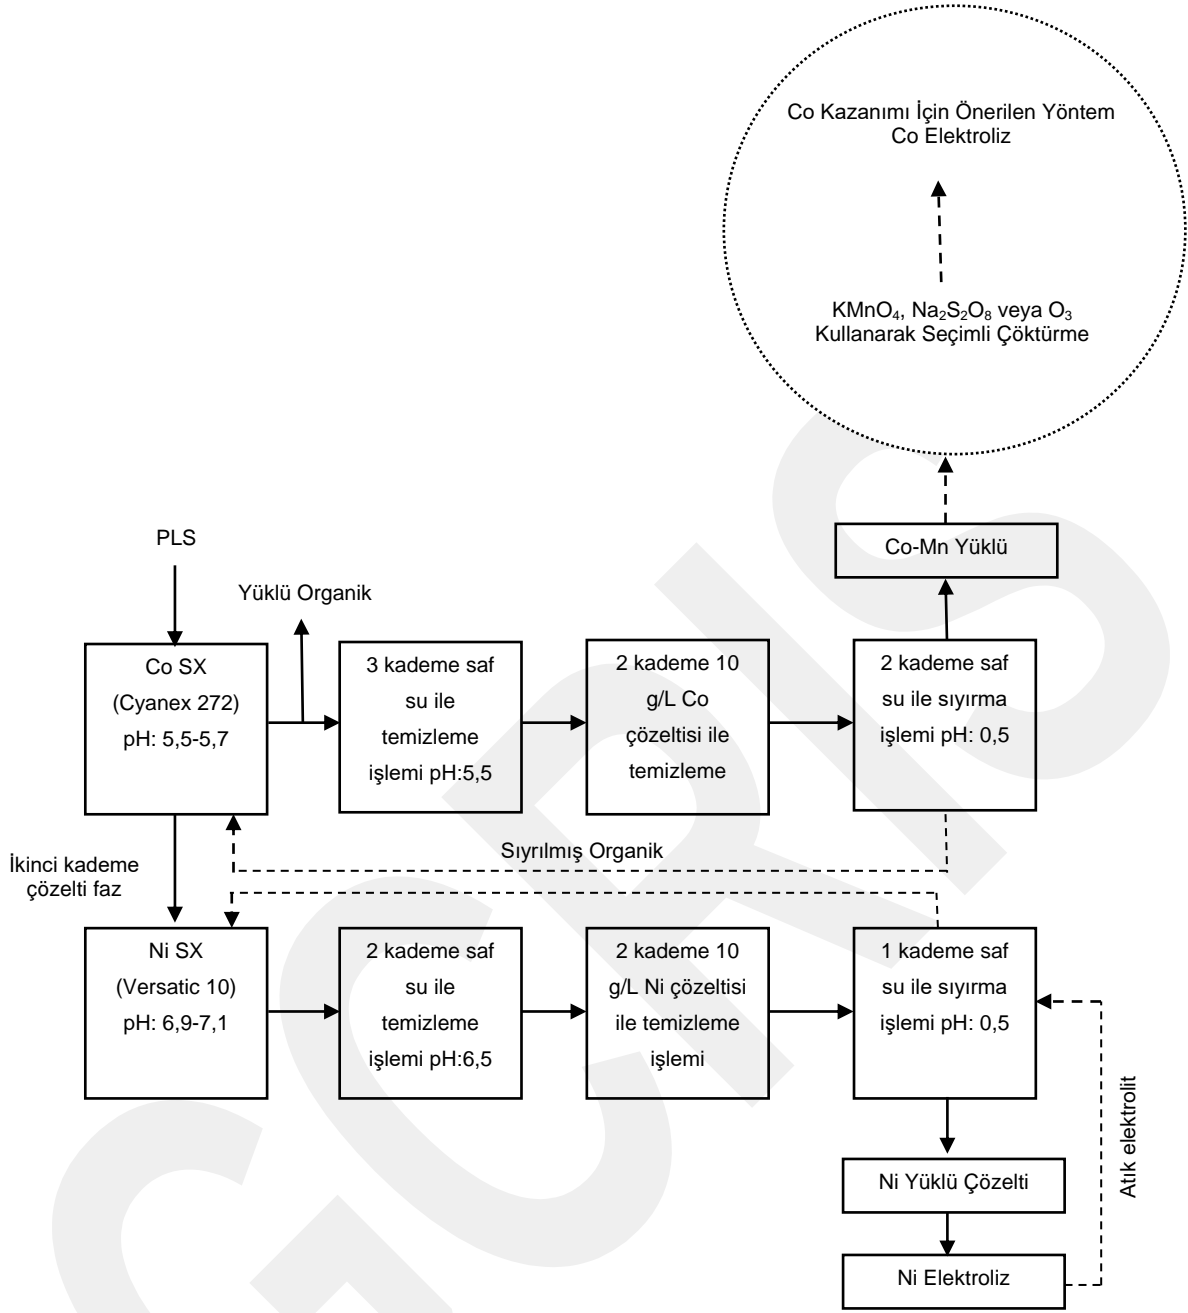 Co Kazanımı İçin Önerilen Yöntem
Co Elektroliz
KMnO₄, Na₂S₂O₈ veya O₃
Kullanarak Seçimli Çöktürme
Co-Mn Yüklü
PLS
Yüklü Organik
Co SX
(Cyanex 272)
pH: 5,5-5,7
3 kademe saf
su ile
temizleme
işlemi pH:5,5
2 kademe 10
g/L Co
çözeltisi ile
temizleme
2 kademe saf
su ile sıyırma
işlemi pH: 0,5
Sıyrılmış Organik
İkinci kademe
çözelti faz
Ni SX
(Versatic 10)
pH: 6,9-7,1
2 kademe saf
su ile
temizleme
işlemi pH:6,5
2 kademe 10
g/L Ni çözeltisi
ile temizleme
işlemi
1 kademe saf
su ile sıyırma
işlemi pH: 0,5
Atık elektrolit
Ni Yüklü Çözelti
Ni Elektroliz
GCRIS